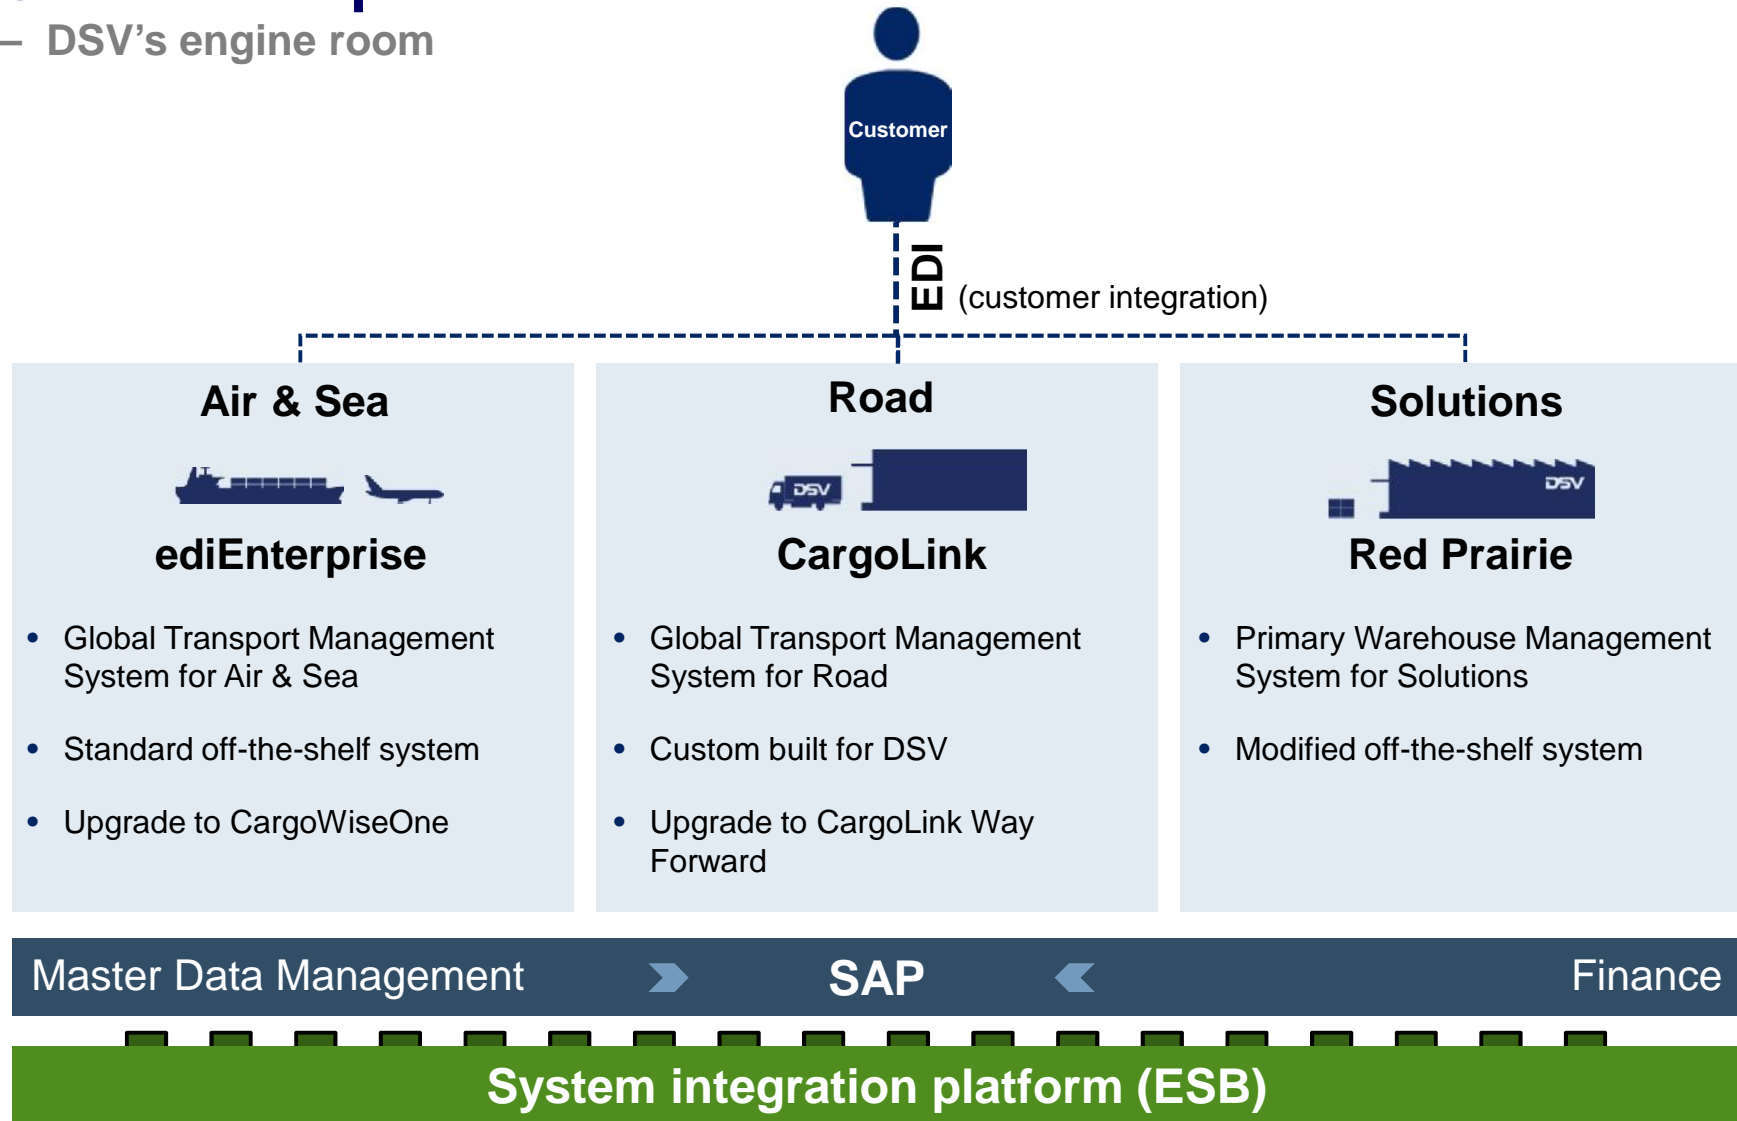 – DSV’s engine room
Customer
EDI
(customer integration)
Air & Sea
Road
Solutions
DSV
DSV
ediEnterprise
CargoLink
Red Prairie
• Global Transport Management
System for Air & Sea
• Standard off-the-shelf system
• Upgrade to CargoWiseOne
• Global Transport Management
System for Road
• Custom built for DSV
• Upgrade to CargoLink Way
Forward
• Primary Warehouse Management
System for Solutions
• Modified off-the-shelf system
Master Data Management
SAP
Finance
System integration platform (ESB)